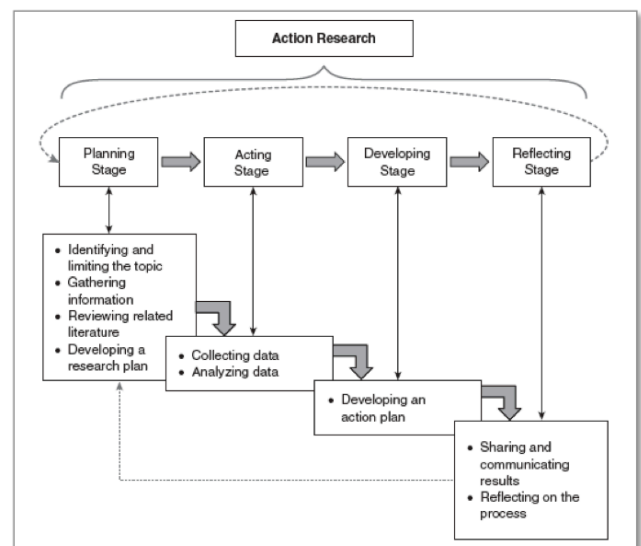 Action Research
Planning
Stage
Acting
Stage
Developing
Stage
Reflecting
Stage
• Identifying and
limiting the topic
• Gathering
information
• Reviewing related
literature
• Developing a
research plan
• Collecting data
• Analyzing data
• Developing an
action plan
• Sharing and
communicating
results
• Reflecting on the
process